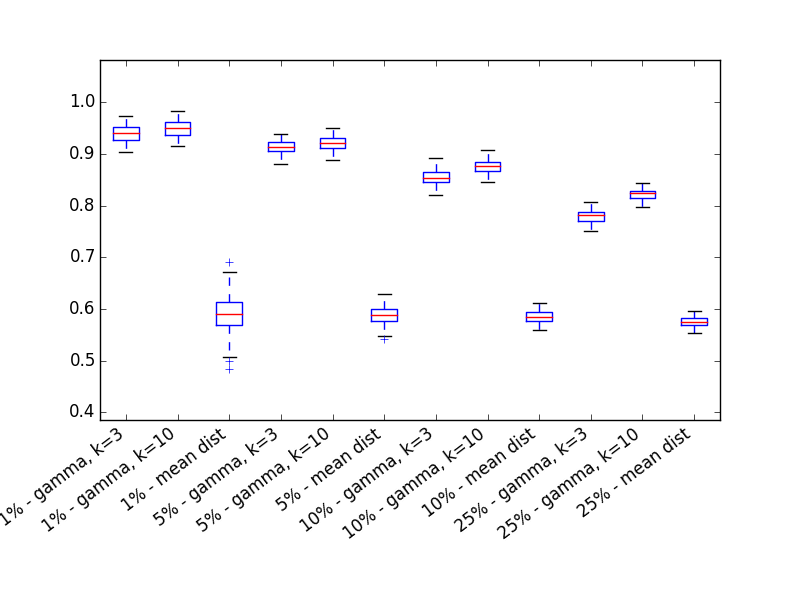 1.0
0.9
0.8
0.7
0.6
0.5
0.4
1% - gamma, k=3
1% - gamma, k=10
1% - mean dist
5% - gamma, k=3
5% - gamma, k=10
5% - mean dist
10% - gamma, k=3
10% - gamma, k=10
10% - mean dist
25% - gamma, k=3
25% - gamma, k=10
25% - mean dist